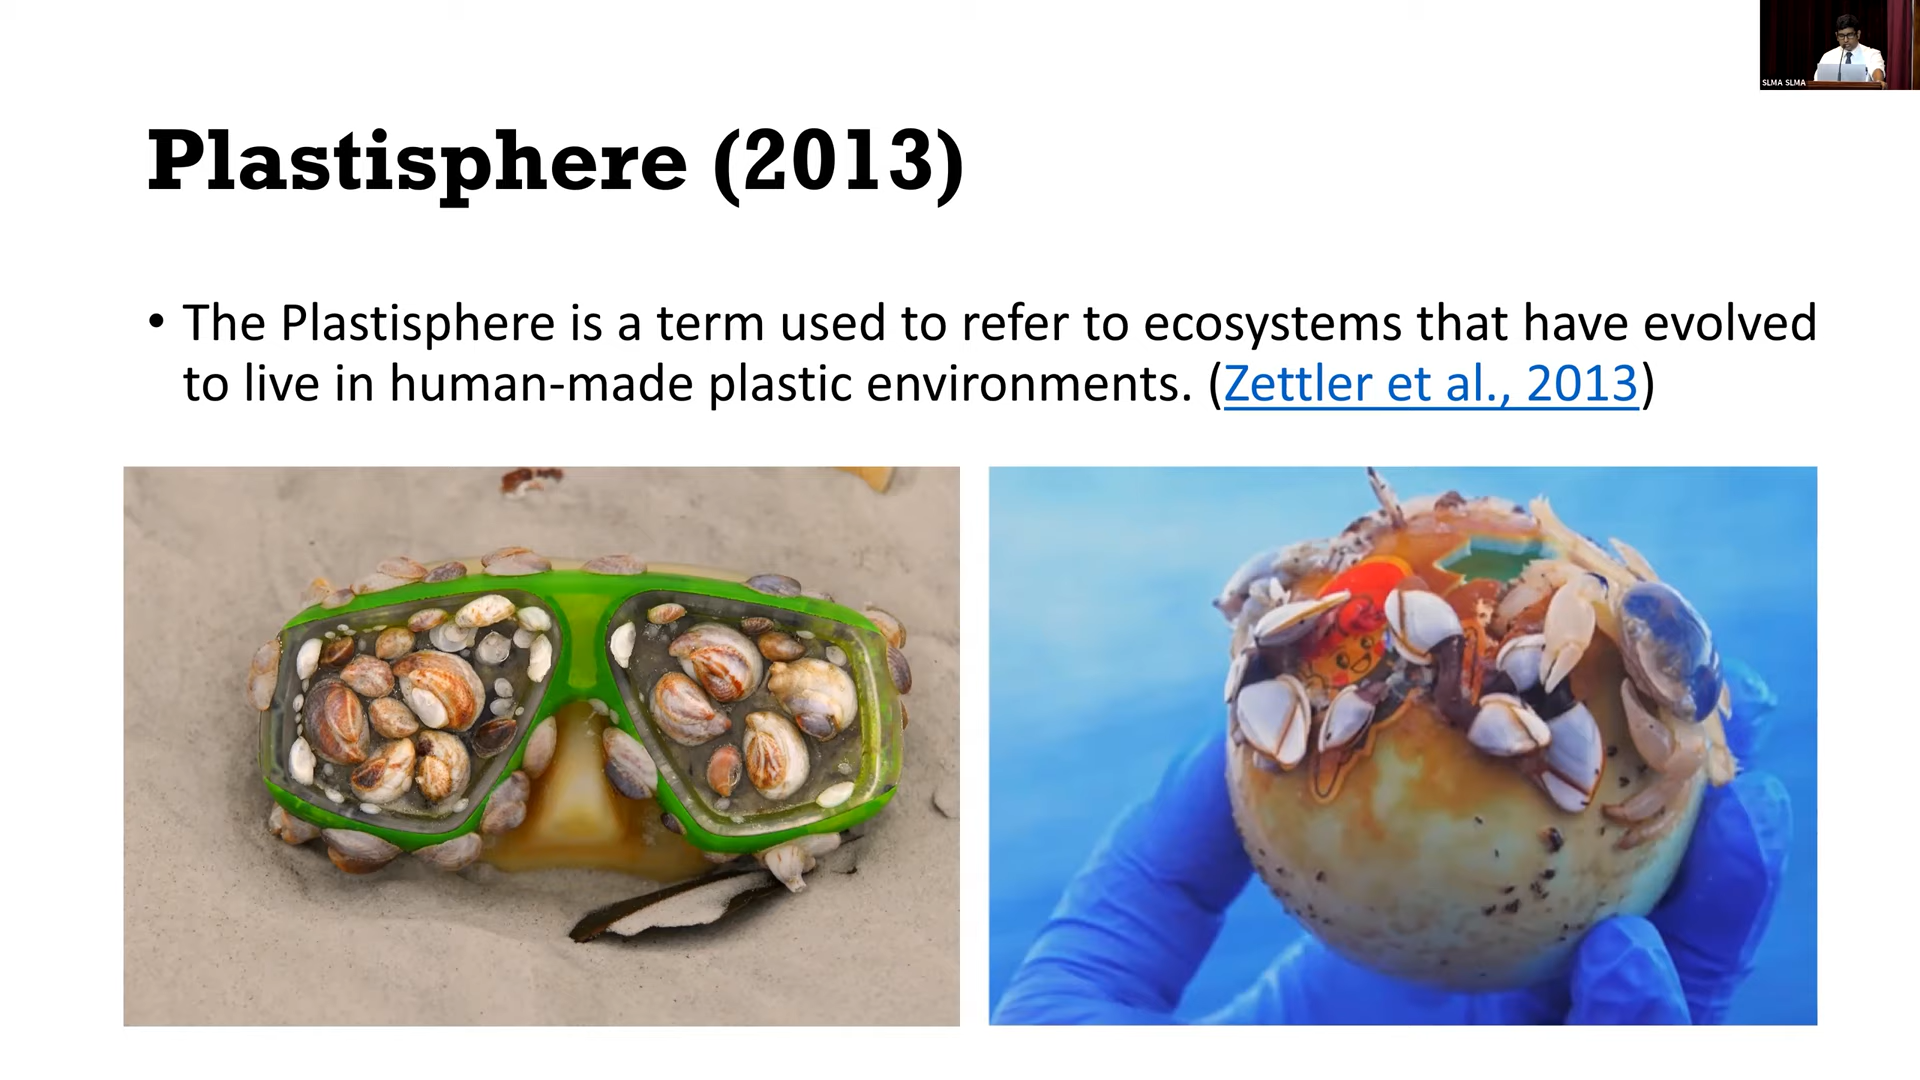 SLMA SLMA
Plastisphere (2013)
• The Plastisphere is a term used to refer to ecosystems that have evolved
to live in human-made plastic environments. (Zettler et al., 2013)